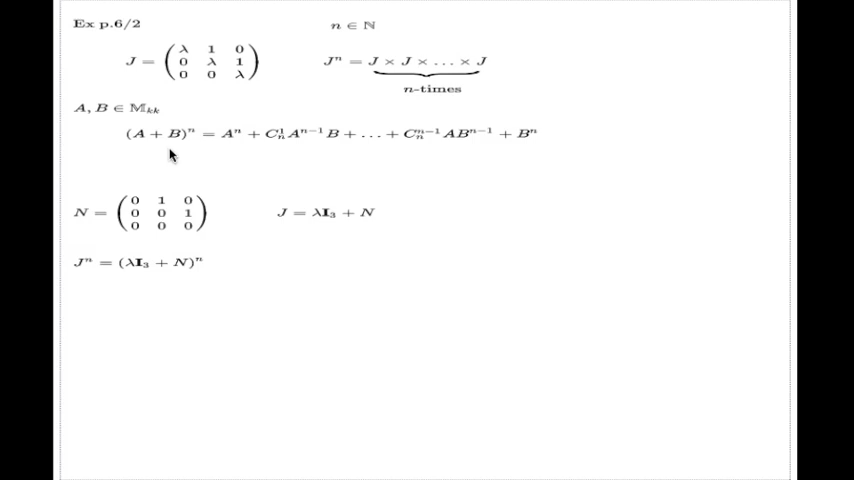 Ex p.6/2 n ∈ ℕ
J = ( λ 1 0 ; 0 λ 1 ; 0 0 λ ) Jⁿ = J × J × … × J
n-times
A, B ∈ 𝕄ₖₖ
(A + B)ⁿ = Aⁿ + C¹ₙAⁿ⁻¹B + … + Cⁿ⁻¹ₙABⁿ⁻¹ + Bⁿ
N = ( 0 1 0 ; 0 0 1 ; 0 0 0 ) J = λI₃ + N
Jⁿ = (λI₃ + N)ⁿ